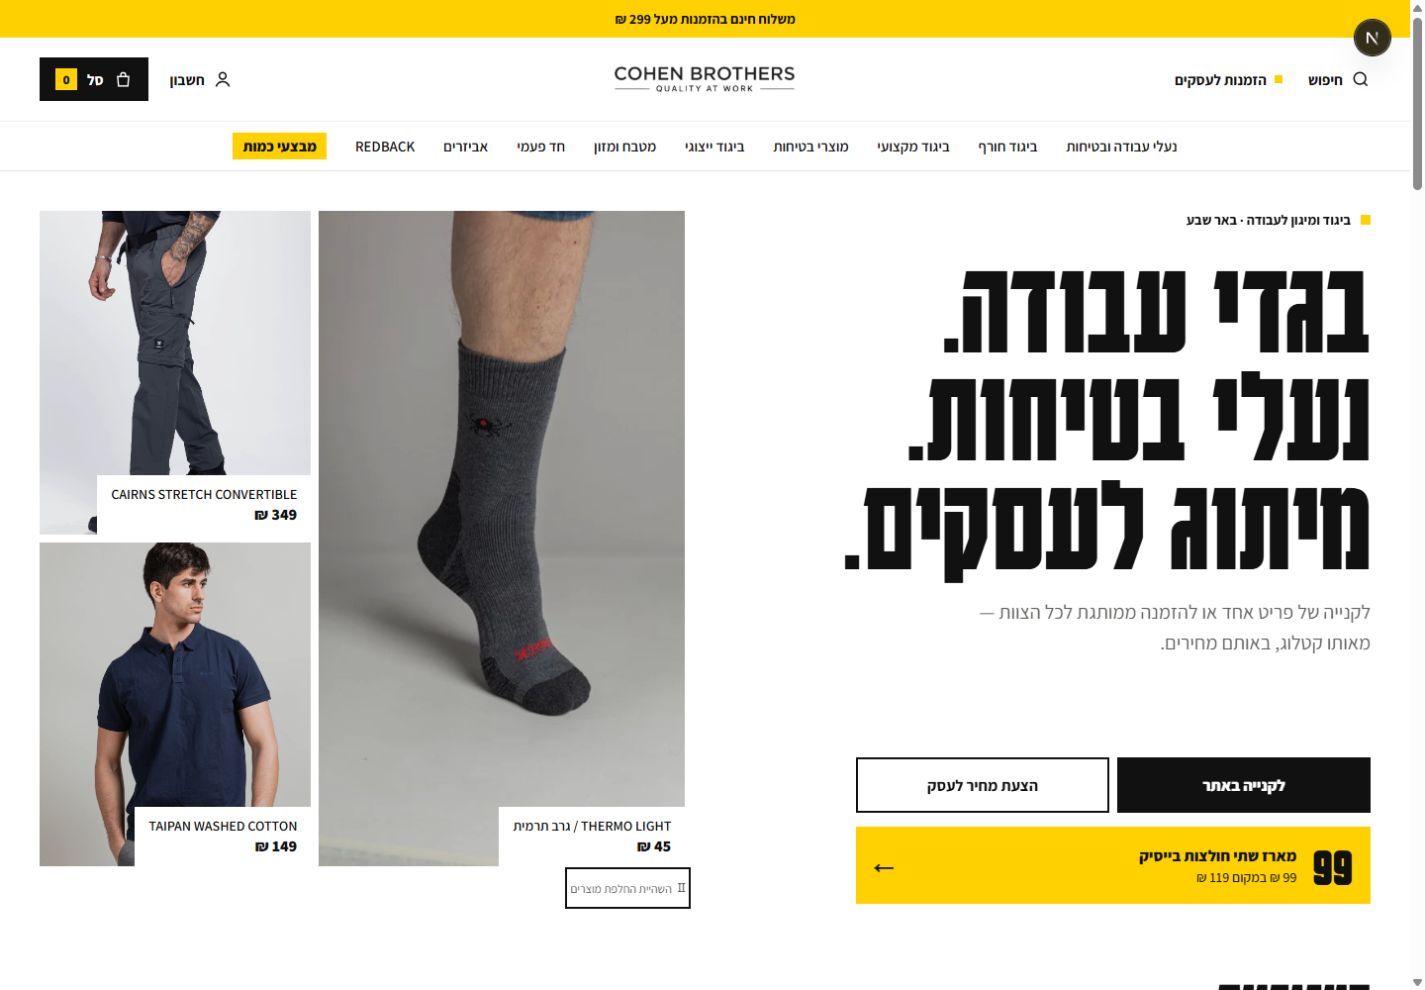 משלוח חינם בהזמנות מעל 299 ₪
N
חיפוש
הזמנות לעסקים
COHEN BROTHERS
QUALITY AT WORK
חשבון
סל
0
נעלי עבודה ובטיחות
ביגוד חורף
ביגוד מקצועי
מוצרי בטיחות
ביגוד ייצוגי
מטבח ומזון
חד פעמי
אביזרים
REDBACK
מבצעי כמות
ביגוד ומיגון לעבודה · באר שבע
בגדי עבודה.
נעלי בטיחות.
מיתוג לעסקים.
לקנייה של פריט אחד או להזמנה ממותגת לכל הצוות —
מאותו קטלוג, באותם מחירים.
לקנייה באתר
הצעת מחיר לעסק
99
מארז שתי חולצות בייסיק
99 ₪ במקום 119 ₪
THERMO LIGHT / גרב תרמית
45 ₪
השהיית החלפת מוצרים
CAIRNS STRETCH CONVERTIBLE
349 ₪
TAIPAN WASHED COTTON
149 ₪